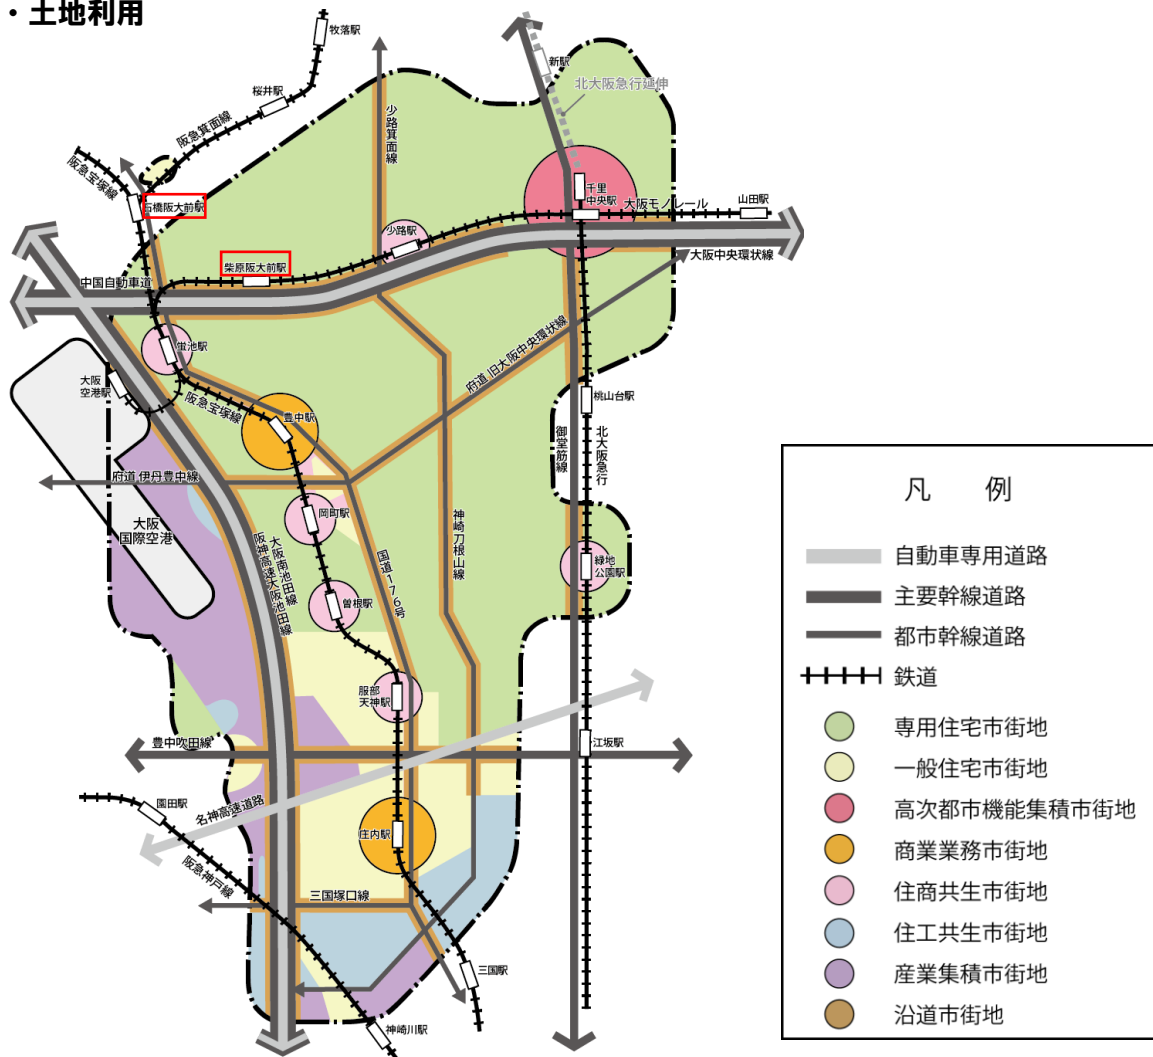 ・土地利用
牧落駅
桜井駅
阪急箕面線
阪急宝塚線
石橋阪大前駅
少路箕面線
新駅
北大阪急行延伸
千里
中央駅
大阪モノレール
山田駅
少路駅
柴原阪大前駅
大阪中央環状線
中国自動車道
蛍池駅
大阪
空港駅
阪急宝塚線
豊中駅
府道 旧大阪中央環状線
桃山台駅
御堂筋線
北大阪急行
府道 伊丹豊中線
大阪
国際空港
岡町駅
大阪南池田線
阪神高速大阪池田線
国道176号
神崎刀根山線
緑地
公園駅
曽根駅
服部
天神駅
豊中吹田線
江坂駅
園田駅
名神高速道路
庄内駅
阪急神戸線
三国塚口線
三国駅
神崎川駅
凡 例
自動車専用道路
主要幹線道路
都市幹線道路
鉄道
専用住宅市街地
一般住宅市街地
高次都市機能集積市街地
商業業務市街地
住商共生市街地
住工共生市街地
産業集積市街地
沿道市街地